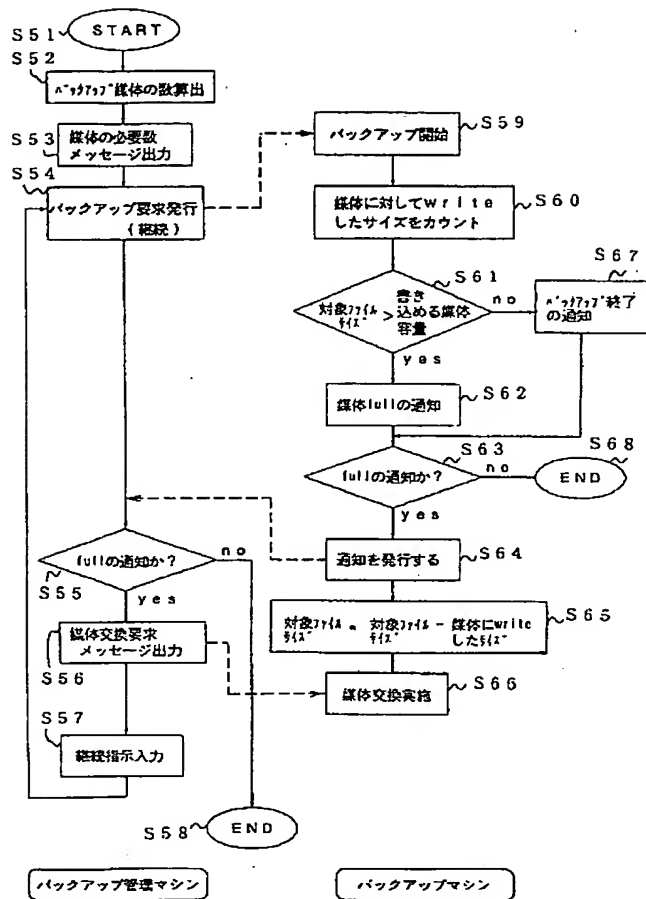 S51
START
S52
バックアップ媒体の数算出
S53
媒体の必要数
メッセージ出力
S54
バックアップ要求発行
(継続)
full の通知か?
no
S55
yes
媒体交換要求
メッセージ出力
S56
S57
継続指示入力
S58
END
バックアップ管理マシン
バックアップ開始
S59
媒体に対してwrite
したサイズをカウント
S60
S61
対象ファイル
サイズ
>
書き
込める媒体
容量
no
yes
S67
バックアップ終了
の通知
媒体fullの通知
S62
S63
full の通知か?
no
yes
S68
END
通知を発行する
S64
対象ファイル
サイズ
=
対象ファイル
サイズ
-
媒体にwrite
したサイズ
S65
媒体交換実施
S66
バックアップマシン